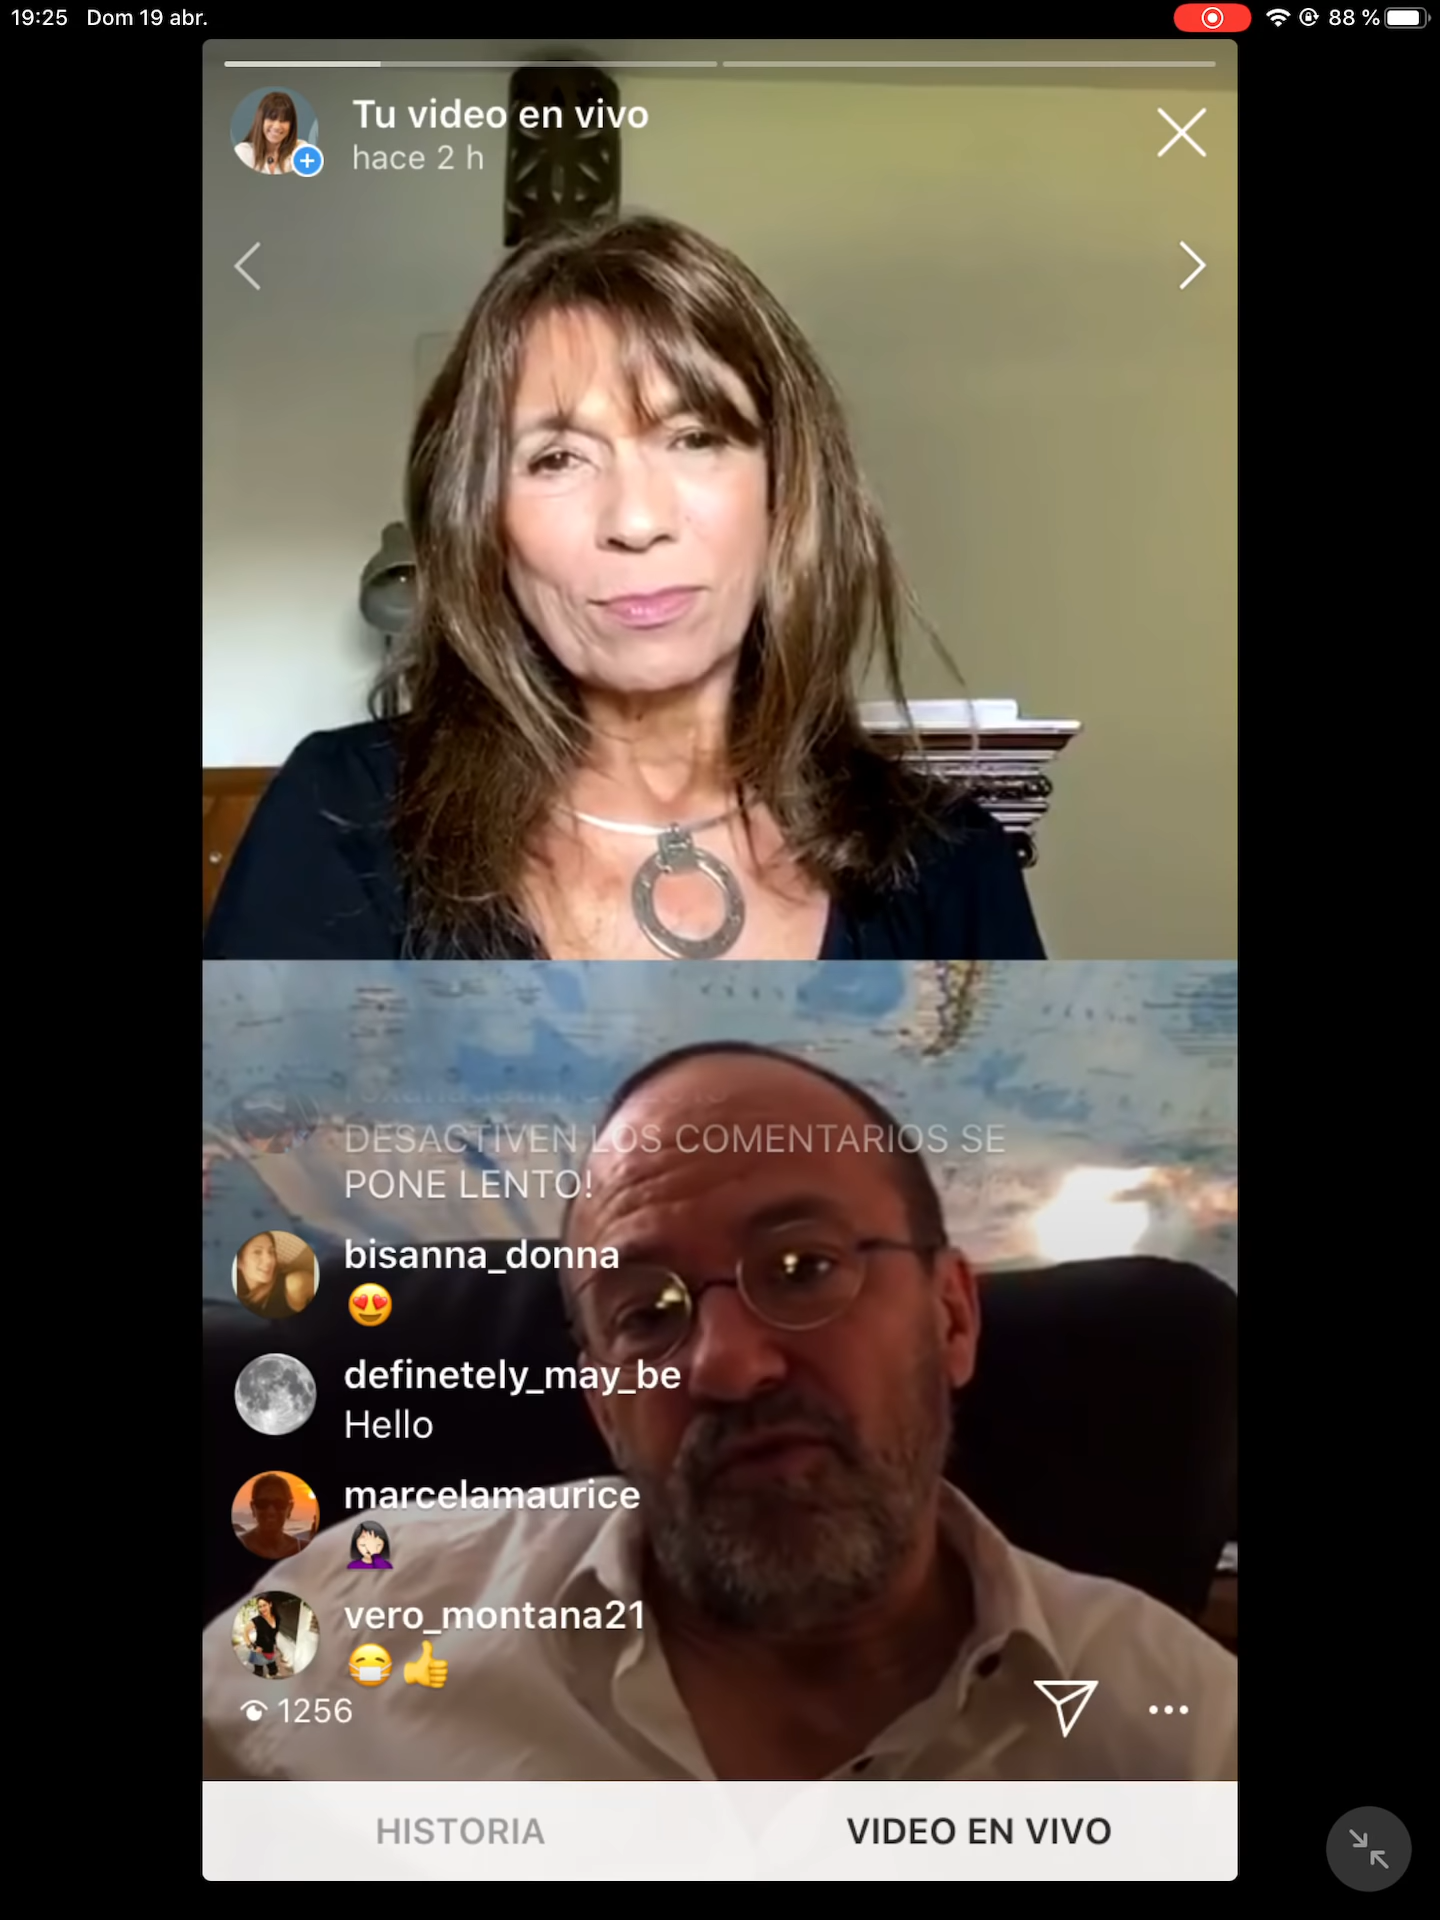 19:25 Dom 19 abr.
88 %
Tu video en vivo
hace 2 h
DESACTIVEN LOS COMENTARIOS SE
PONE LENTO!
bisanna_donna
definetely_may_be
Hello
marcelamaurice
vero_montana21
1256
HISTORIA
VIDEO EN VIVO